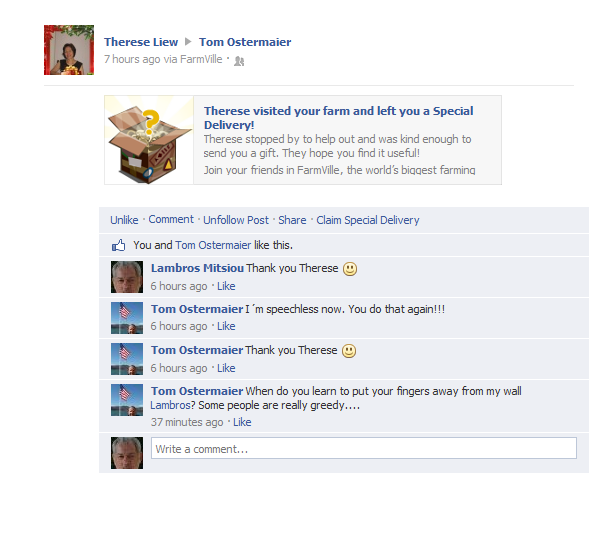 Therese Liew ▶ Tom Ostermaier
7 hours ago via FarmVille ·
Therese visited your farm and left you a Special
Delivery!
Therese stopped by to help out and was kind enough to
send you a gift. They hope you find it useful!
Join your friends in FarmVille, the world's biggest farming
Unlike · Comment · Unfollow Post · Share · Claim Special Delivery
You and Tom Ostermaier like this.
Lambros Mitsiou Thank you Therese
6 hours ago · Like
Tom Ostermaier I´m speechless now. You do that again!!!
6 hours ago · Like
Tom Ostermaier Thank you Therese
6 hours ago · Like
Tom Ostermaier When do you learn to put your fingers away from my wall
Lambros? Some people are really greedy....
37 minutes ago · Like
Write a comment...